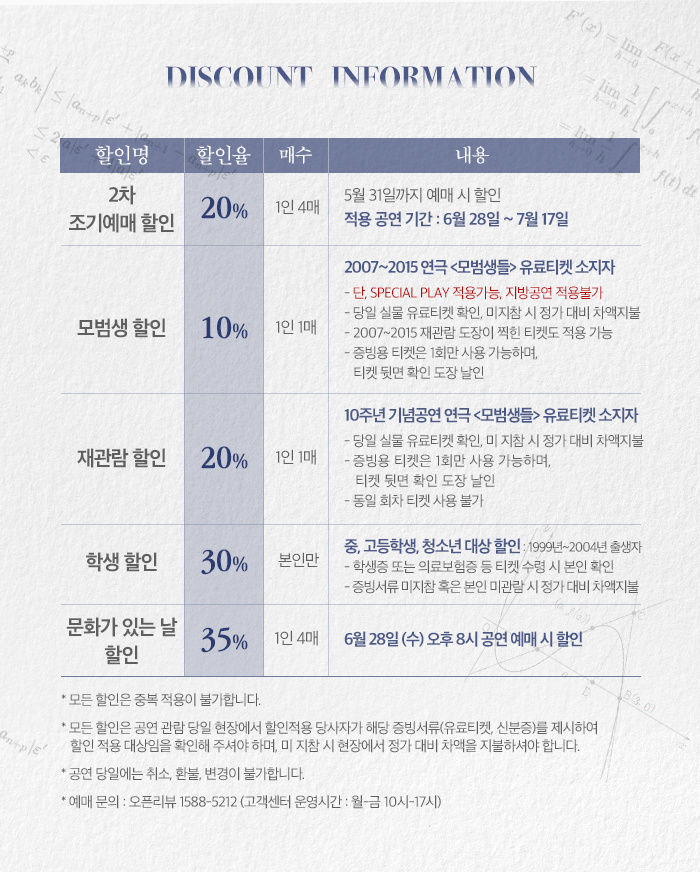 DISCOUNT INFORMATION
할인명 할인율 매수 내용
2차
조기예매 할인
20%
1인 4매
5월 31일까지 예매 시 할인
적용 공연 기간 : 6월 28일 ~ 7월 17일
모범생 할인
10%
1인 1매
2007~2015 연극 <모범생들> 유료티켓 소지자
- 단, SPECIAL PLAY 적용가능, 지방공연 적용불가
- 당일 실물 유료티켓 확인, 미지참 시 정가 대비 차액지불
- 2007~2015 재관람 도장이 찍힌 티켓도 적용 가능
- 증빙용 티켓은 1회만 사용 가능하며,
티켓 뒷면 확인 도장 날인
재관람 할인
20%
1인 1매
10주년 기념공연 연극 <모범생들> 유료티켓 소지자
- 당일 실물 유료티켓 확인, 미 지참 시 정가 대비 차액지불
- 증빙용 티켓은 1회만 사용 가능하며,
티켓 뒷면 확인 도장 날인
- 동일 회차 티켓 사용 불가
학생 할인
30%
본인만
중, 고등학생, 청소년 대상 할인 : 1999년~2004년 출생자
- 학생증 또는 의료보험증 등 티켓 수령 시 본인 확인
- 증빙서류 미지참 혹은 본인 미관람 시 정가 대비 차액지불
문화가 있는 날
할인
35%
1인 4매
6월 28일 (수) 오후 8시 공연 예매 시 할인
* 모든 할인은 중복 적용이 불가합니다.
* 모든 할인은 공연 관람 당일 현장에서 할인적용 당사자가 해당 증빙서류(유료티켓, 신분증)를 제시하여
할인 적용 대상임을 확인해 주셔야 하며, 미 지참 시 현장에서 정가 대비 차액을 지불하셔야 합니다.
* 공연 당일에는 취소, 환불, 변경이 불가합니다.
* 예매 문의 : 오픈리뷰 1588-5212 (고객센터 운영시간 : 월-금 10시-17시)